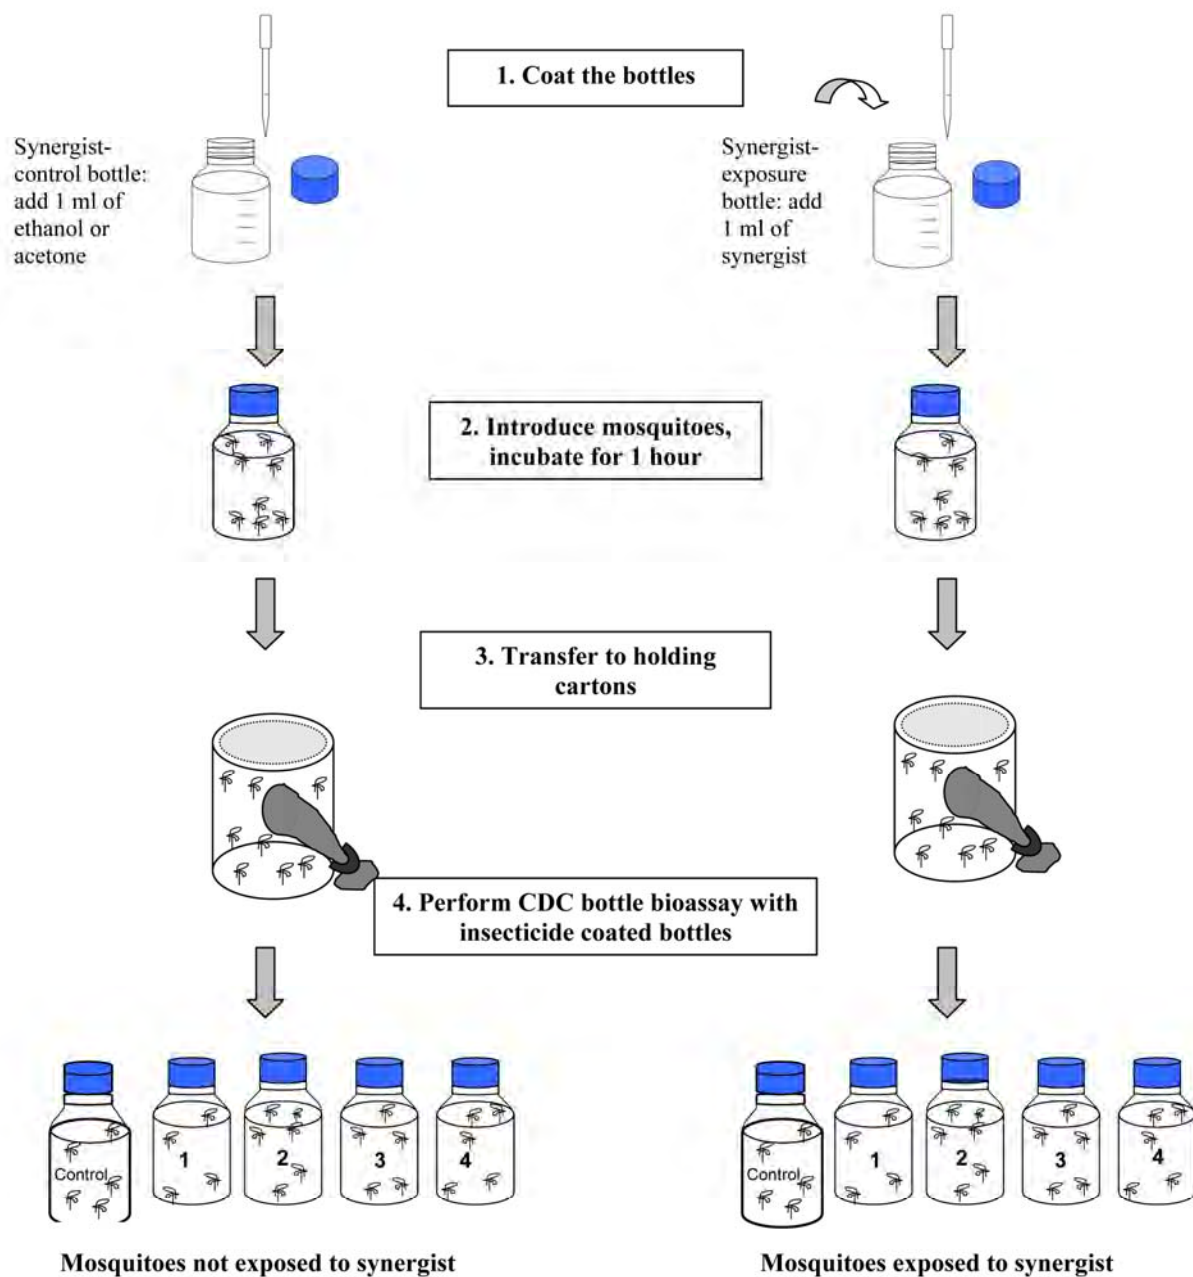 1. Coat the bottles
Synergist-
control bottle:
add 1 ml of
ethanol or
acetone
Synergist-
exposure
bottle: add
1 ml of
synergist
2. Introduce mosquitoes,
incubate for 1 hour
3. Transfer to holding
cartons
4. Perform CDC bottle bioassay with
insecticide coated bottles
Control
1
2
3
4
Control
1
2
3
4
Mosquitoes not exposed to synergist
Mosquitoes exposed to synergist